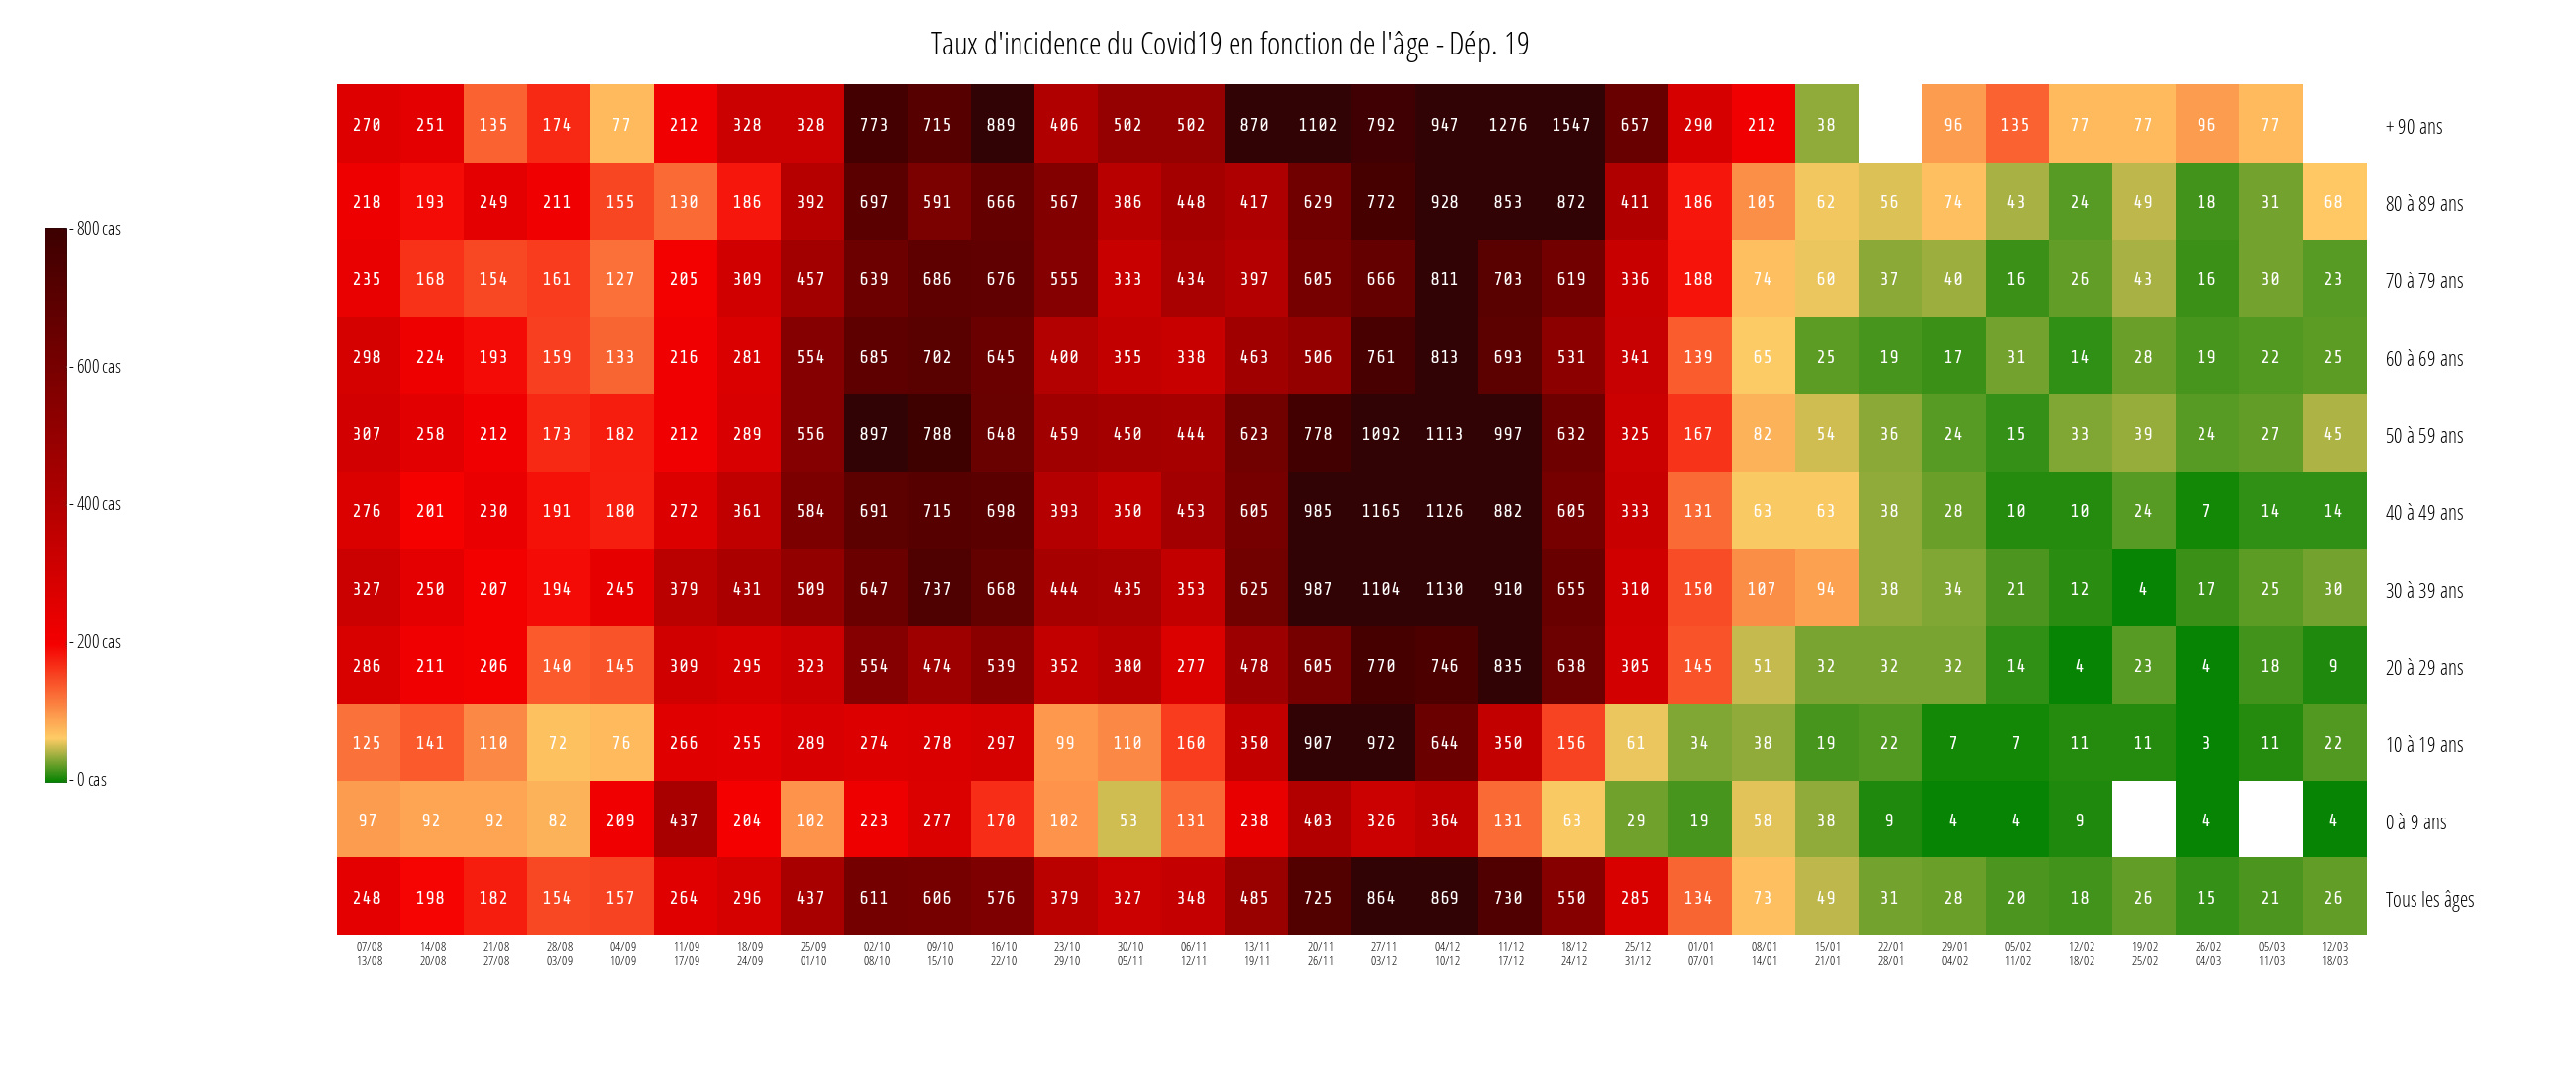 Taux d'incidence du Covid19 en fonction de l'âge - Dép. 19
- 800 cas
- 600 cas
- 400 cas
- 200 cas
- 0 cas
270 251 135 174 77 212 328 328 773 715 889 406 502 502 870 1102 792 947 1276 1547 657 290 212 38 96 135 77 77 96 77 + 90 ans
218 193 249 211 155 130 186 392 697 591 666 567 386 448 417 629 772 928 853 872 411 186 105 62 56 74 43 24 49 18 31 68 80 à 89 ans
235 168 154 161 127 205 309 457 639 686 676 555 333 434 397 605 666 811 703 619 336 188 74 60 37 40 16 26 43 16 30 23 70 à 79 ans
298 224 193 159 133 216 281 554 685 702 645 400 355 338 463 506 761 813 693 531 341 139 65 25 19 17 31 14 28 19 22 25 60 à 69 ans
307 258 212 173 182 212 289 556 897 788 648 459 450 444 623 778 1092 1113 997 632 325 167 82 54 36 24 15 33 39 24 27 45 50 à 59 ans
276 201 230 191 180 272 361 584 691 715 698 393 350 453 605 985 1165 1126 882 605 333 131 63 63 38 28 10 10 24 7 14 14 40 à 49 ans
327 250 207 194 245 379 431 509 647 737 668 444 435 353 625 987 1104 1130 910 655 310 150 107 94 38 34 21 12 4 17 25 30 30 à 39 ans
286 211 206 140 145 309 295 323 554 474 539 352 380 277 478 605 770 746 835 638 305 145 51 32 32 32 14 4 23 4 18 9 20 à 29 ans
125 141 110 72 76 266 255 289 274 278 297 99 110 160 350 907 972 644 350 156 61 34 38 19 22 7 7 11 11 3 11 22 10 à 19 ans
97 92 92 82 209 437 204 102 223 277 170 102 53 131 238 403 326 364 131 63 29 19 58 38 9 4 4 9 4 4 0 à 9 ans
248 198 182 154 157 264 296 437 611 606 576 379 327 348 485 725 864 869 730 550 285 134 73 49 31 28 20 18 26 15 21 26 Tous les âges
07/08 14/08 21/08 28/08 04/09 11/09 18/09 25/09 02/10 09/10 16/10 23/10 30/10 06/11 13/11 20/11 27/11 04/12 11/12 18/12 25/12 01/01 08/01 15/01 22/01 29/01 05/02 12/02 19/02 26/02 05/03 12/03
13/08 20/08 27/08 03/09 10/09 17/09 24/09 01/10 08/10 15/10 22/10 29/10 05/11 12/11 19/11 26/11 03/12 10/12 17/12 24/12 31/12 07/01 14/01 21/01 28/01 04/02 11/02 18/02 25/02 04/03 11/03 18/03